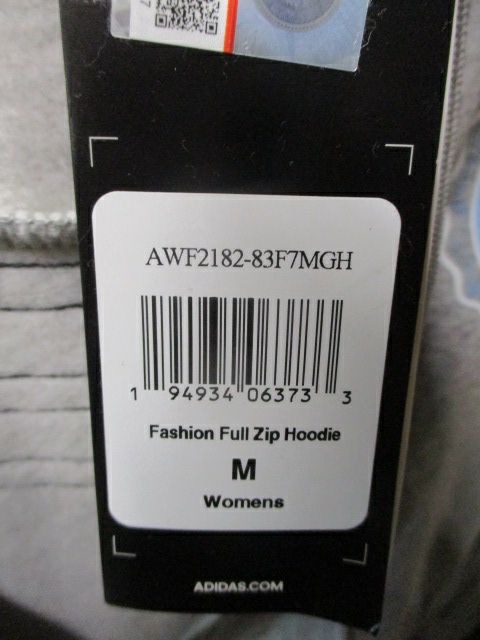 AWF2182-83F7MGH
1 94934 06373 3
Fashion Full Zip Hoodie
M
Womens
ADIDAS.COM